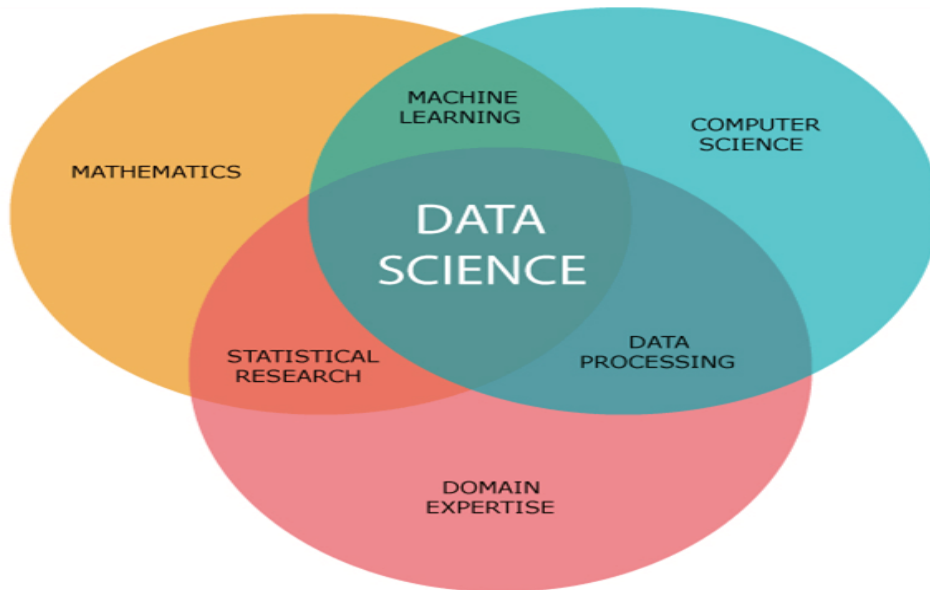 MACHINE
LEARNING
COMPUTER
SCIENCE
MATHEMATICS
DATA
SCIENCE
STATISTICAL
RESEARCH
DATA
PROCESSING
DOMAIN
EXPERTISE